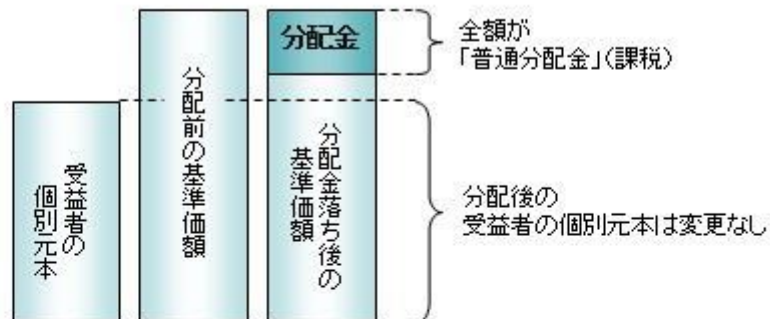 受益者の
個別元本
分配前の基準価額
分配金
分配金落ち後の
基準価額
全額が
「普通分配金」(課税)
分配後の
受益者の個別元本は変更なし